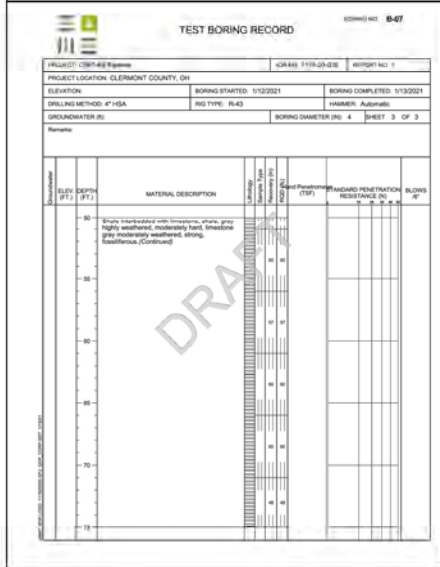 TEST BORING RECORD
BORING NO B-07
REPORT NO: 1
PROJECT LOCATION: CLERMONT COUNTY, OH
ELEVATION:
BORING STARTED: 1/12/2021
BORING COMPLETED: 1/13/2021
DRILLING METHOD: 4" HSA
RIG TYPE: R-43
HAMMER: Automatic
GROUNDWATER (ft):
BORING DIAMETER (IN): 4
SHEET 3 OF 3
Remarks:
Groundwater
ELEV. (FT.)
DEPTH (FT.)
MATERIAL DESCRIPTION
Lithology
Sample Type
Recovery (in)
RQD (%)
Hand Penetrometer (TSF)
STANDARD PENETRATION RESISTANCE (N)
BLOWS /6"
50
Shale interbedded with limestone, shale, gray
highly weathered, moderately hard, limestone
gray moderately weathered, strong,
fossiliferous.(Continued)
55
60
65
70
DRAFT